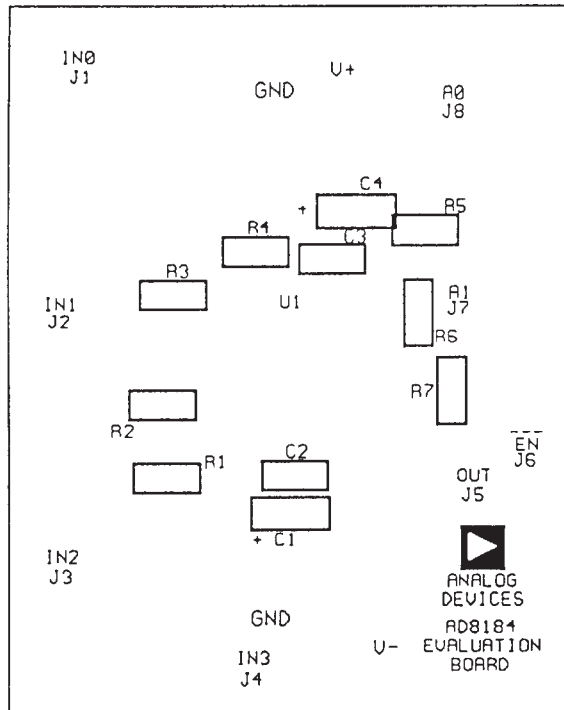 IN0
J1
V+
GND
A0
J8
C4
+
R5
R4
C3
R3
U1
A1
J7
IN1
J2
R6
R7
R2
EN
J6
R1
C2
OUT
J5
+ C1
IN2
J3
ANALOG
DEVICES
GND
AD8184
V- EVALUATION
BOARD
IN3
J4